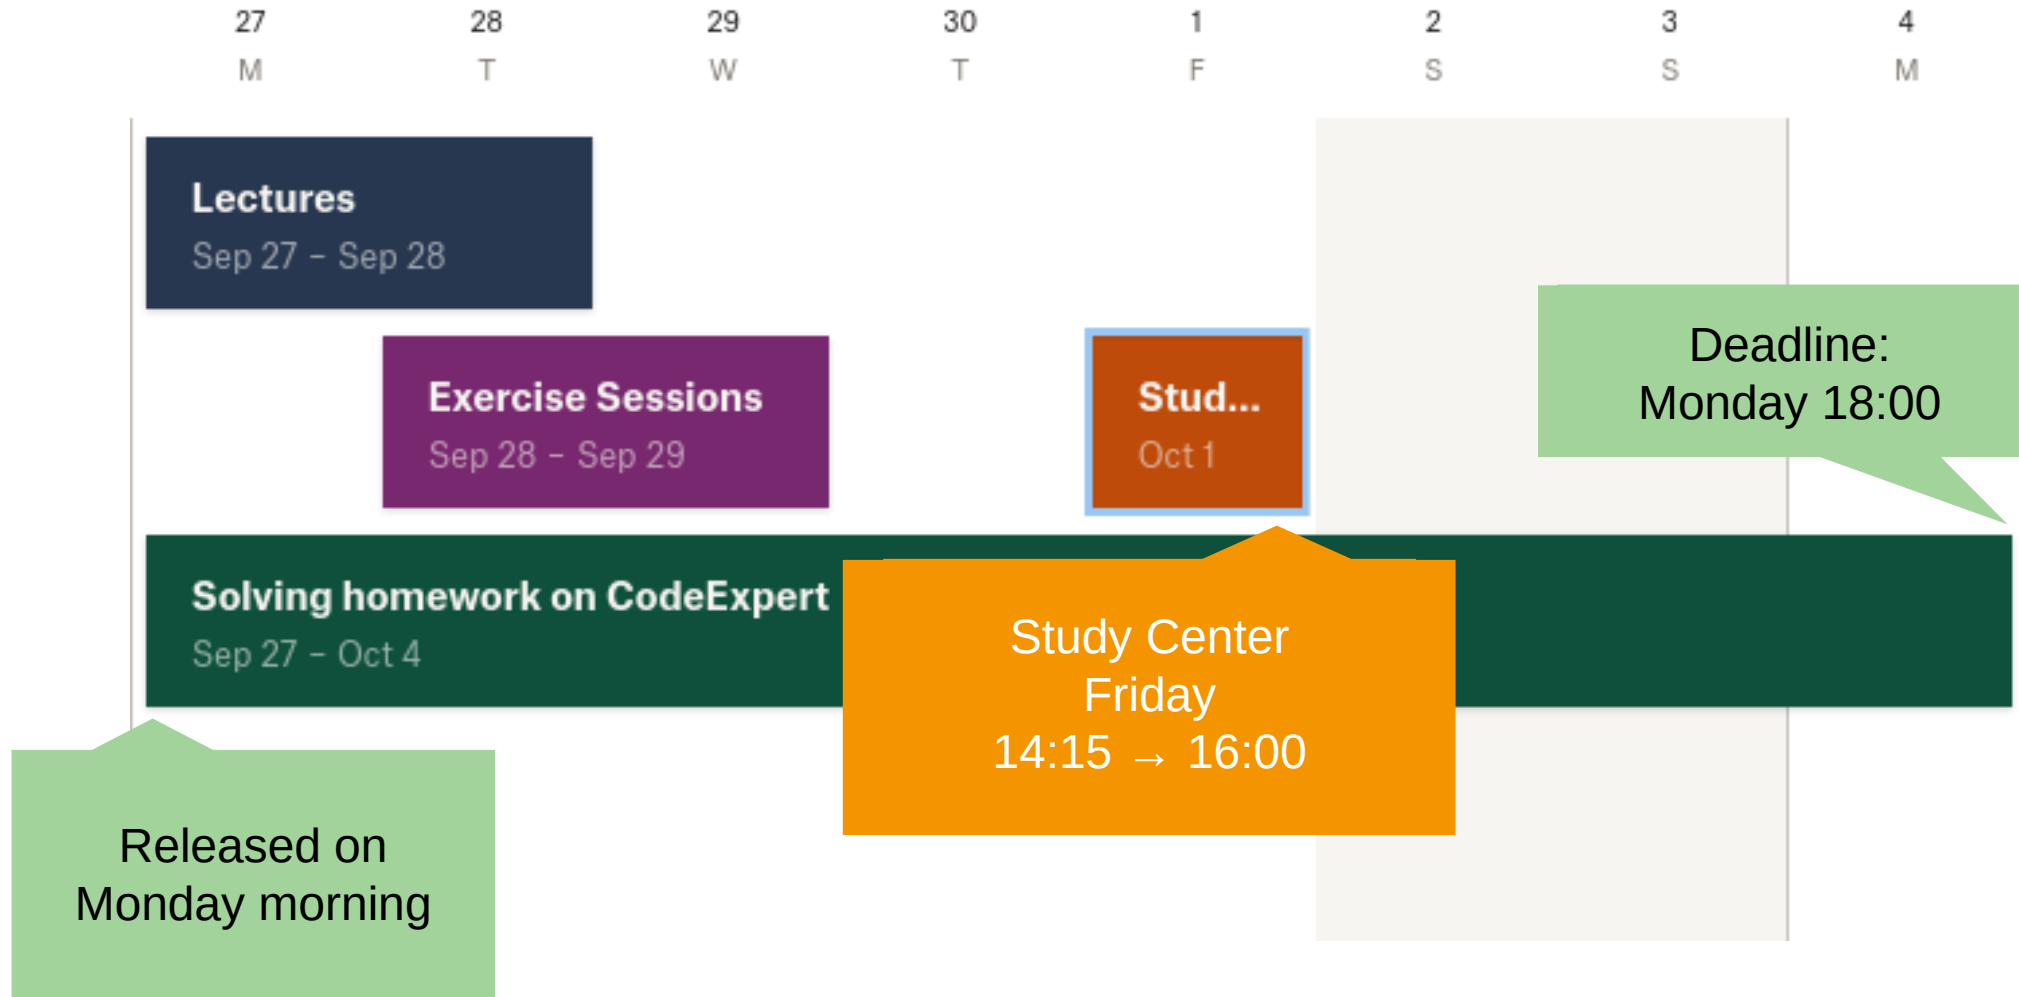 27 28 29 30 1 2 3 4
M T W T F S S M
Lectures
Sep 27 – Sep 28
Exercise Sessions
Sep 28 – Sep 29
Stud...
Oct 1
Deadline:
Monday 18:00
Solving homework on CodeExpert
Sep 27 – Oct 4
Study Center
Friday
14:15 → 16:00
Released on
Monday morning